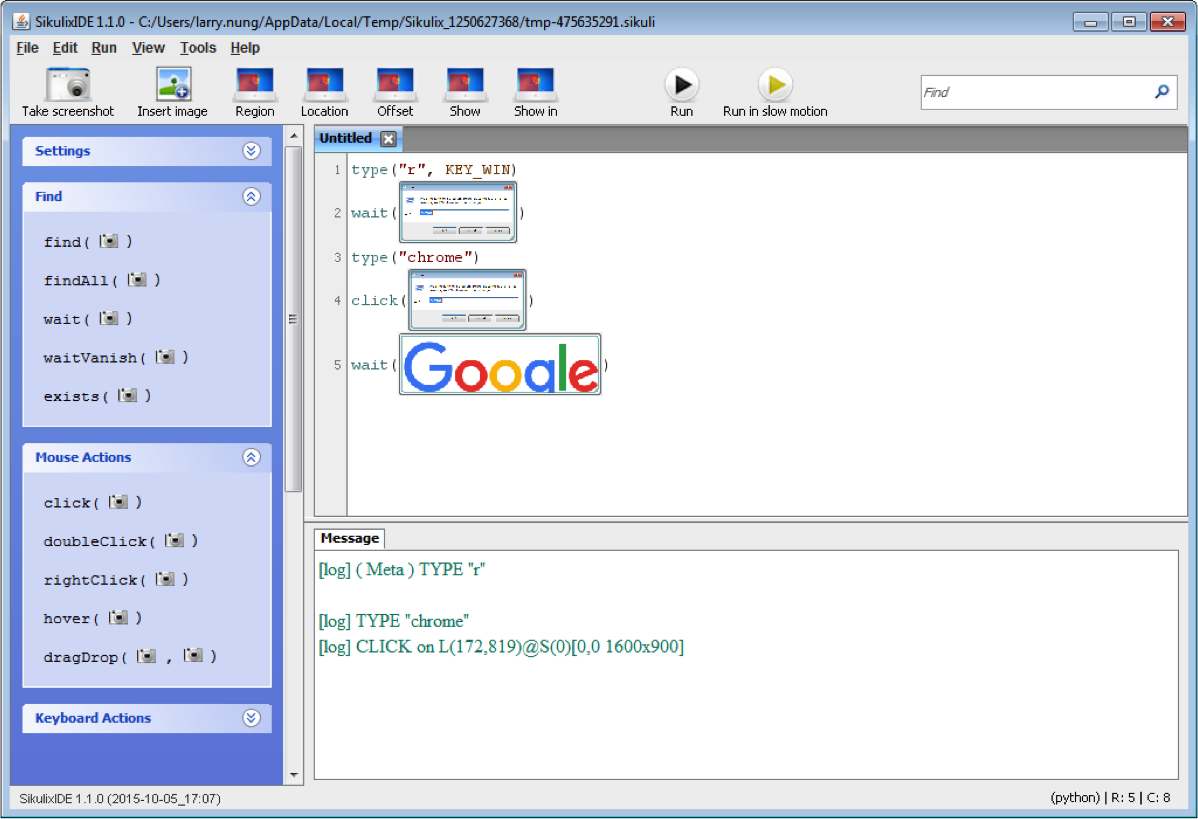 SikulixIDE 1.1.0 - C:/Users/larry.nung/AppData/Local/Temp/Sikulix_1250627368/tmp-475635291.sikuli
File Edit Run View Tools Help
Take screenshot Insert image Region Location Offset Show Show in Run Run in slow motion Find
Settings
Find
find( )
findAll( )
wait( )
waitVanish( )
exists( )
Mouse Actions
click( )
doubleClick( )
rightClick( )
hover( )
dragDrop( , )
Keyboard Actions
Untitled
1 type("r", KEY_WIN)
2 wait( )
3 type("chrome")
4 click( )
5 wait( Google )
Message
[log] ( Meta ) TYPE "r"
[log] TYPE "chrome"
[log] CLICK on L(172,819)@S(0)[0,0 1600x900]
SikulixIDE 1.1.0 (2015-10-05_17:07) (python) | R: 5 | C: 8